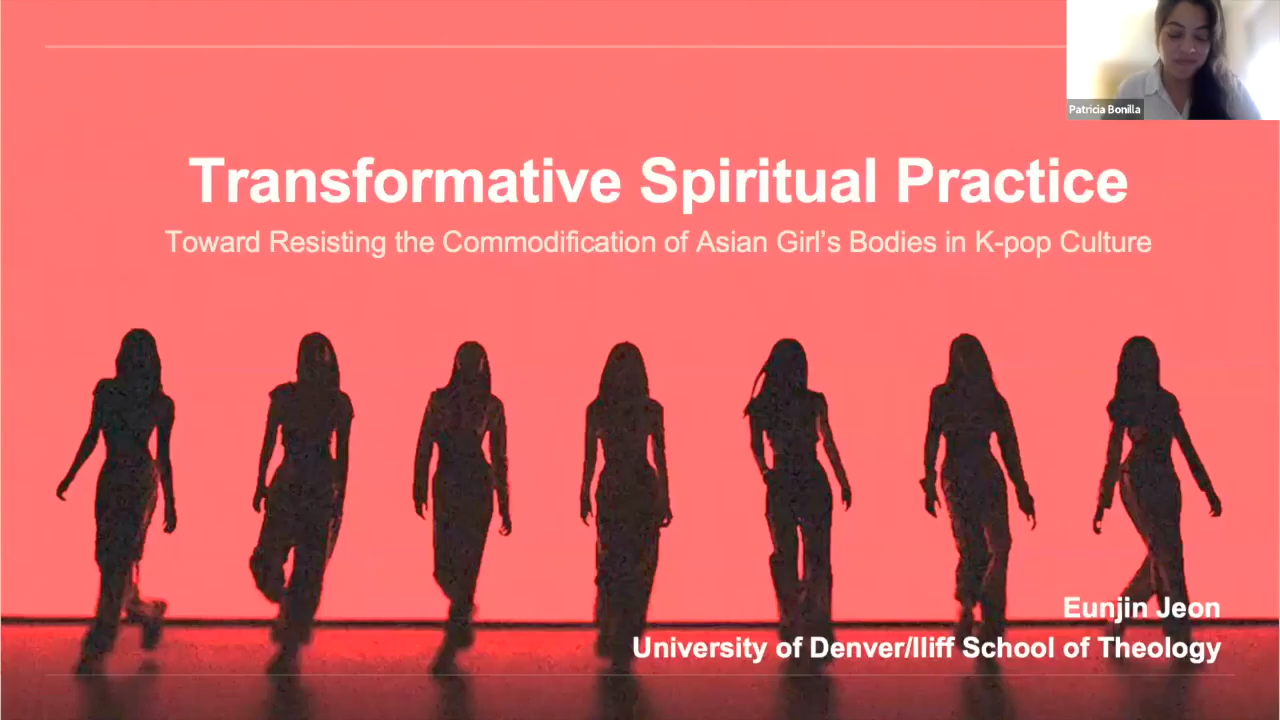 Patricia Bonilla
Transformative Spiritual Practice
Toward Resisting the Commodification of Asian Girl's Bodies in K-pop Culture
Eunjin Jeon
University of Denver/Iliff School of Theology